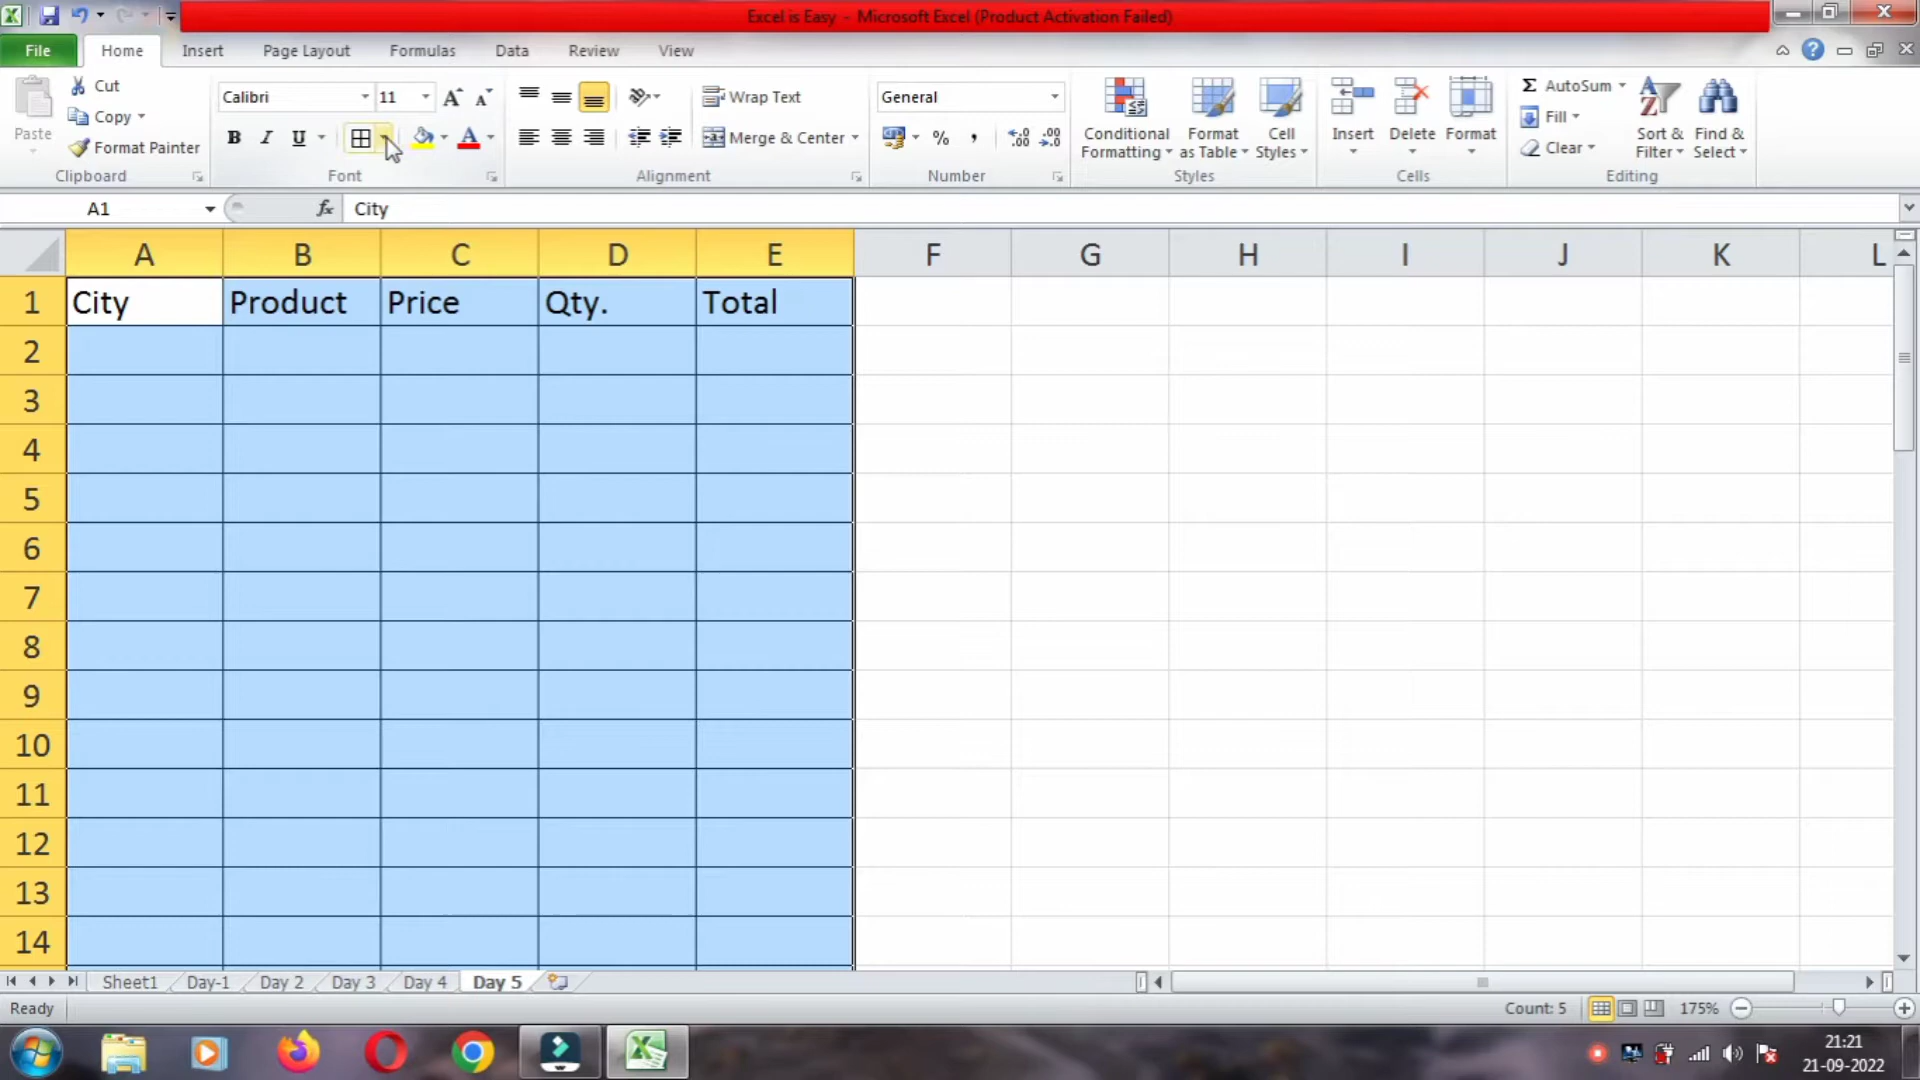 Excel is Easy - Microsoft Excel (Product Activation Failed)
File Home Insert Page Layout Formulas Data Review View
Paste
Cut
Copy
Format Painter
Clipboard
Calibri 11
B I U
Font
Wrap Text
Merge & Center
Alignment
General
%
Number
Conditional Formatting
Format as Table
Cell Styles
Styles
Insert Delete Format
Cells
Σ AutoSum
Fill
Clear
Sort & Filter
Find & Select
Editing
A1 fx City
A B C D E F G H I J K L
1 City Product Price Qty. Total
2
3
4
5
6
7
8
9
10
11
12
13
14
Sheet1 Day-1 Day 2 Day 3 Day 4 Day 5
Ready Count: 5 175%
21:21
21-09-2022